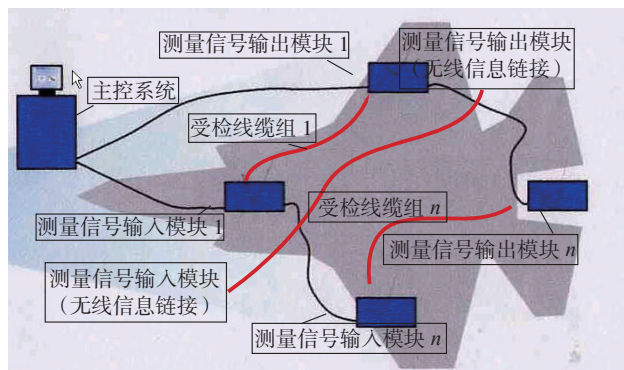 测量信号输出模块 1
测量信号输出模块
（无线信息链接）
主控系统
受检线缆组 1
测量信号输入模块 1
受检线缆组 n
测量信号输出模块 n
测量信号输入模块
（无线信息链接）
测量信号输入模块 n